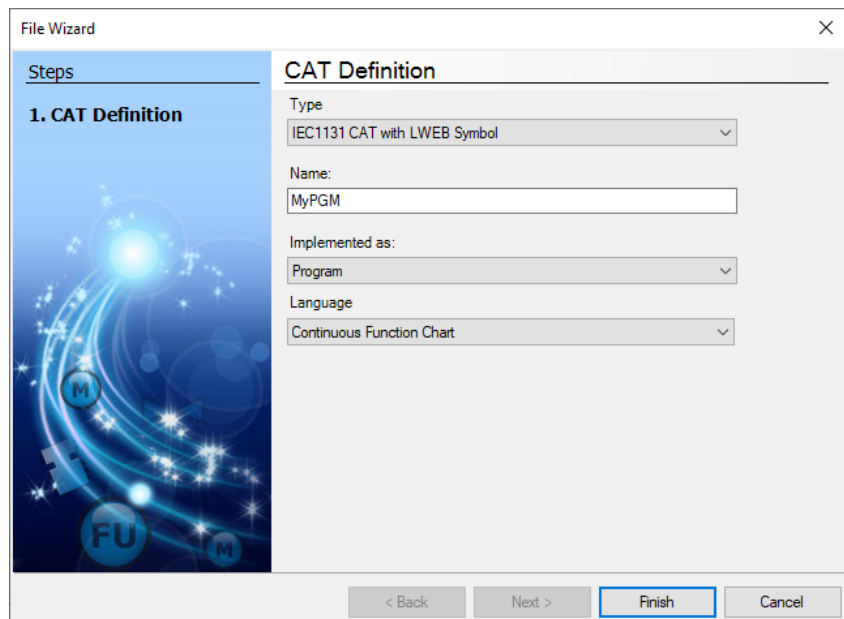 File Wizard
Steps
1. CAT Definition
CAT Definition
Type
IEC1131 CAT with LWEB Symbol
Name:
MyPGM
Implemented as:
Program
Language
Continuous Function Chart
M
FU
M
< Back
Next >
Finish
Cancel